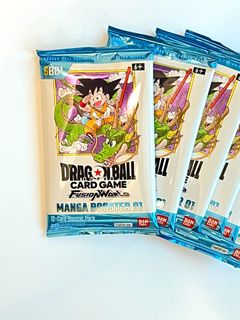 SB01
DRAGON BALL
CARD GAME
FUSION WORLD
MANGA BOOSTER 01
12-Card Booster Pack
BANDAI